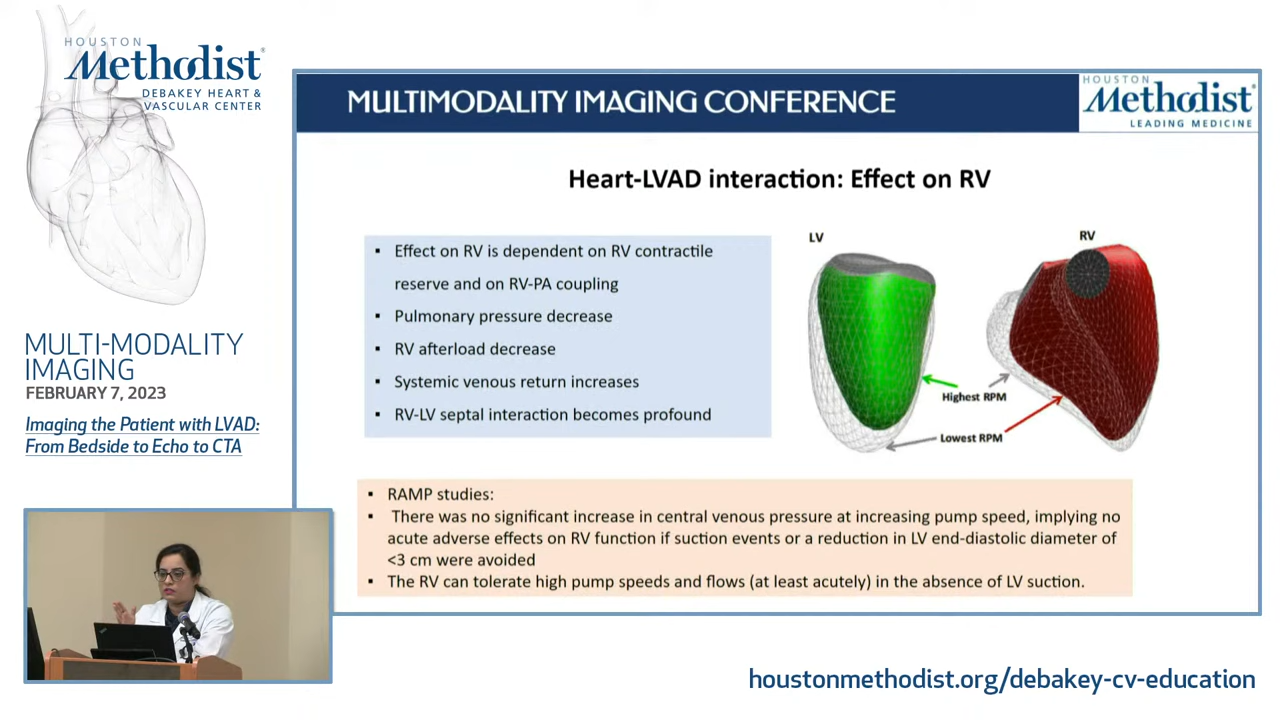 HOUSTON
Methodist®
DEBAKEY HEART &
VASCULAR CENTER
MULTI-MODALITY
IMAGING
FEBRUARY 7, 2023
Imaging the Patient with LVAD:
From Bedside to Echo to CTA
MULTIMODALITY IMAGING CONFERENCE
HOUSTON
Methodist®
LEADING MEDICINE
Heart-LVAD interaction: Effect on RV
▪ Effect on RV is dependent on RV contractile
reserve and on RV-PA coupling
▪ Pulmonary pressure decrease
▪ RV afterload decrease
▪ Systemic venous return increases
▪ RV-LV septal interaction becomes profound
LV
RV
Highest RPM
Lowest RPM
▪ RAMP studies:
▪ There was no significant increase in central venous pressure at increasing pump speed, implying no
acute adverse effects on RV function if suction events or a reduction in LV end-diastolic diameter of
<3 cm were avoided
▪ The RV can tolerate high pump speeds and flows (at least acutely) in the absence of LV suction.
houstonmethodist.org/debakey-cv-education